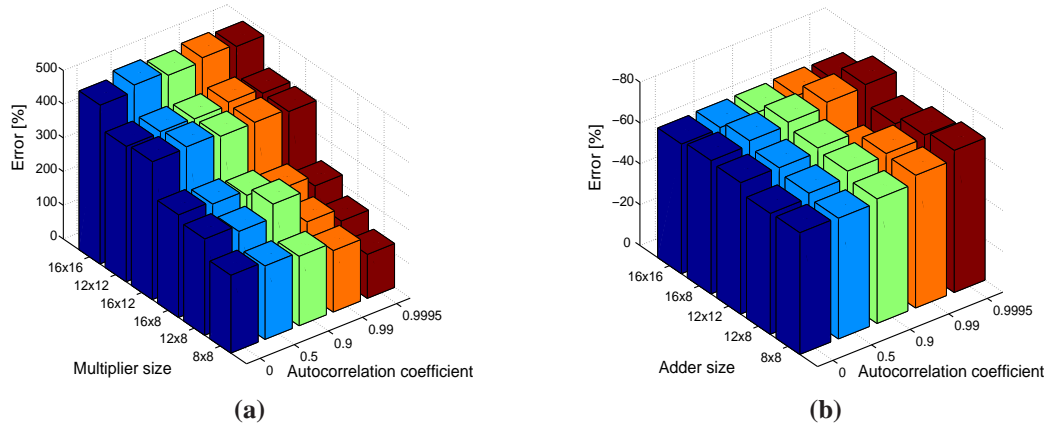 500
400
300
200
100
0
Error [%]
16x16
12x12
16x12
16x8
12x8
8x8
Multiplier size
0
0.5
0.9
0.99
0.9995
Autocorrelation coefficient
(a)
−80
−60
−40
−20
0
Error [%]
16x16
16x8
12x12
12x8
8x8
Adder size
0
0.5
0.9
0.99
0.9995
Autocorrelation coefficient
(b)